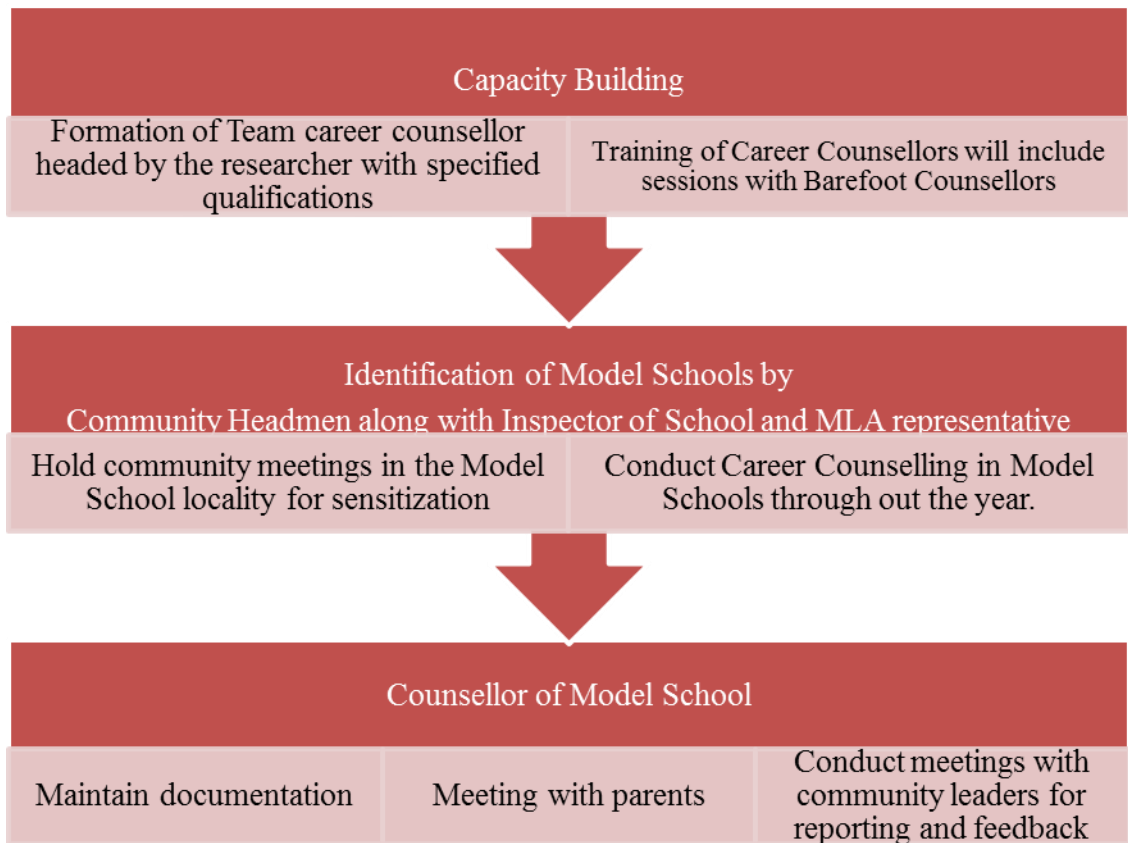 Capacity Building
Formation of Team career counsellor
headed by the researcher with specified
qualifications
Training of Career Counsellors will include
sessions with Barefoot Counsellors
Identification of Model Schools by
Community Headmen along with Inspector of School and MLA representative
Hold community meetings in the Model
School locality for sensitization
Conduct Career Counselling in Model
Schools through out the year.
Counsellor of Model School
Maintain documentation
Meeting with parents
Conduct meetings with
community leaders for
reporting and feedback